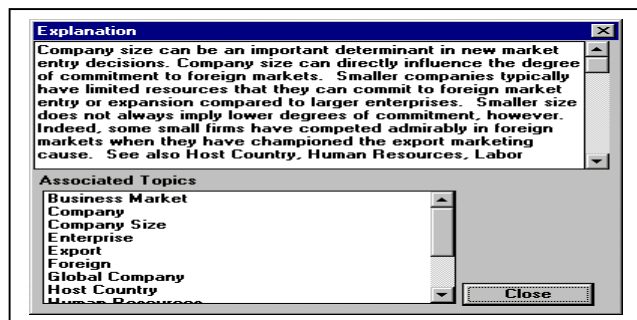 Explanation
Company size can be an important determinant in new market
entry decisions. Company size can directly influence the degree
of commitment to foreign markets. Smaller companies typically
have limited resources that they can commit to foreign market
entry or expansion compared to larger enterprises. Smaller size
does not always imply lower degrees of commitment, however.
Indeed, some small firms have competed admirably in foreign
markets when they have championed the export marketing
cause. See also Host Country, Human Resources, Labor
Associated Topics
Business Market
Company
Company Size
Enterprise
Export
Foreign
Global Company
Host Country
Human Resources
Close